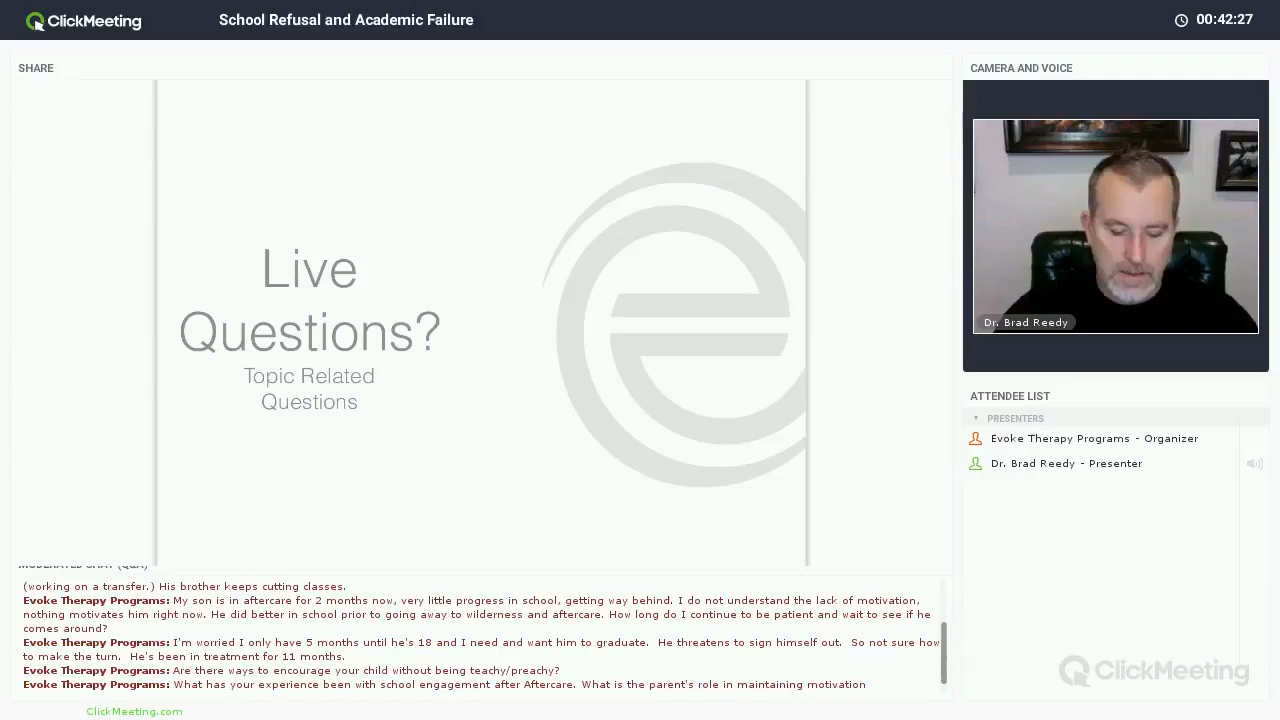 ClickMeeting
School Refusal and Academic Failure
00:42:27
SHARE
CAMERA AND VOICE
Live
Questions?
Topic Related
Questions
Dr. Brad Reedy
ATTENDEE LIST
PRESENTERS
Evoke Therapy Programs - Organizer
Dr. Brad Reedy - Presenter
MODERATED CHAT (Q&A)
(working on a transfer.) His brother keeps cutting classes.
Evoke Therapy Programs: My son is in aftercare for 2 months now, very little progress in school, getting way behind. I do not understand the lack of motivation,
nothing motivates him right now. He did better in school prior to going away to wilderness and aftercare. How long do I continue to be patient and wait to see if he
comes around?
Evoke Therapy Programs: I'm worried I only have 5 months until he's 18 and I need and want him to graduate. He threatens to sign himself out. So not sure how
to make the turn. He's been in treatment for 11 months.
Evoke Therapy Programs: Are there ways to encourage your child without being teachy/preachy?
Evoke Therapy Programs: What has your experience been with school engagement after Aftercare. What is the parent's role in maintaining motivation
ClickMeeting
ClickMeeting.com